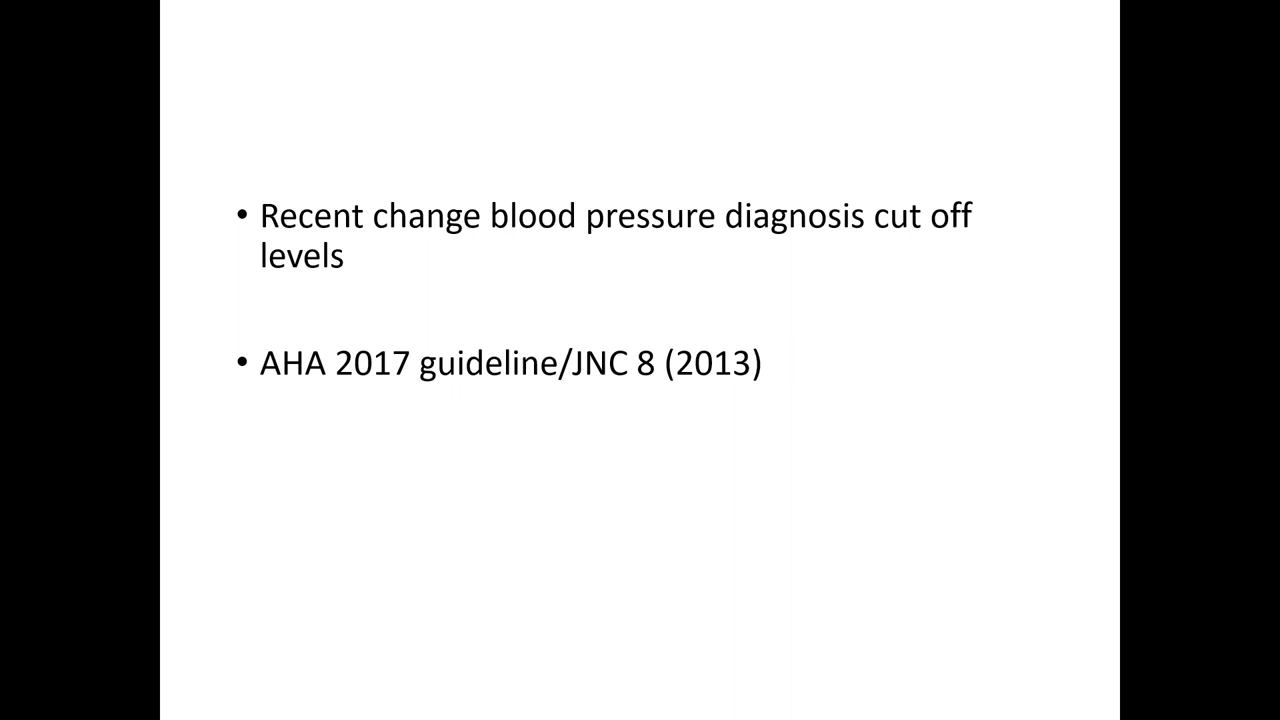 • Recent change blood pressure diagnosis cut off
levels
• AHA 2017 guideline/JNC 8 (2013)